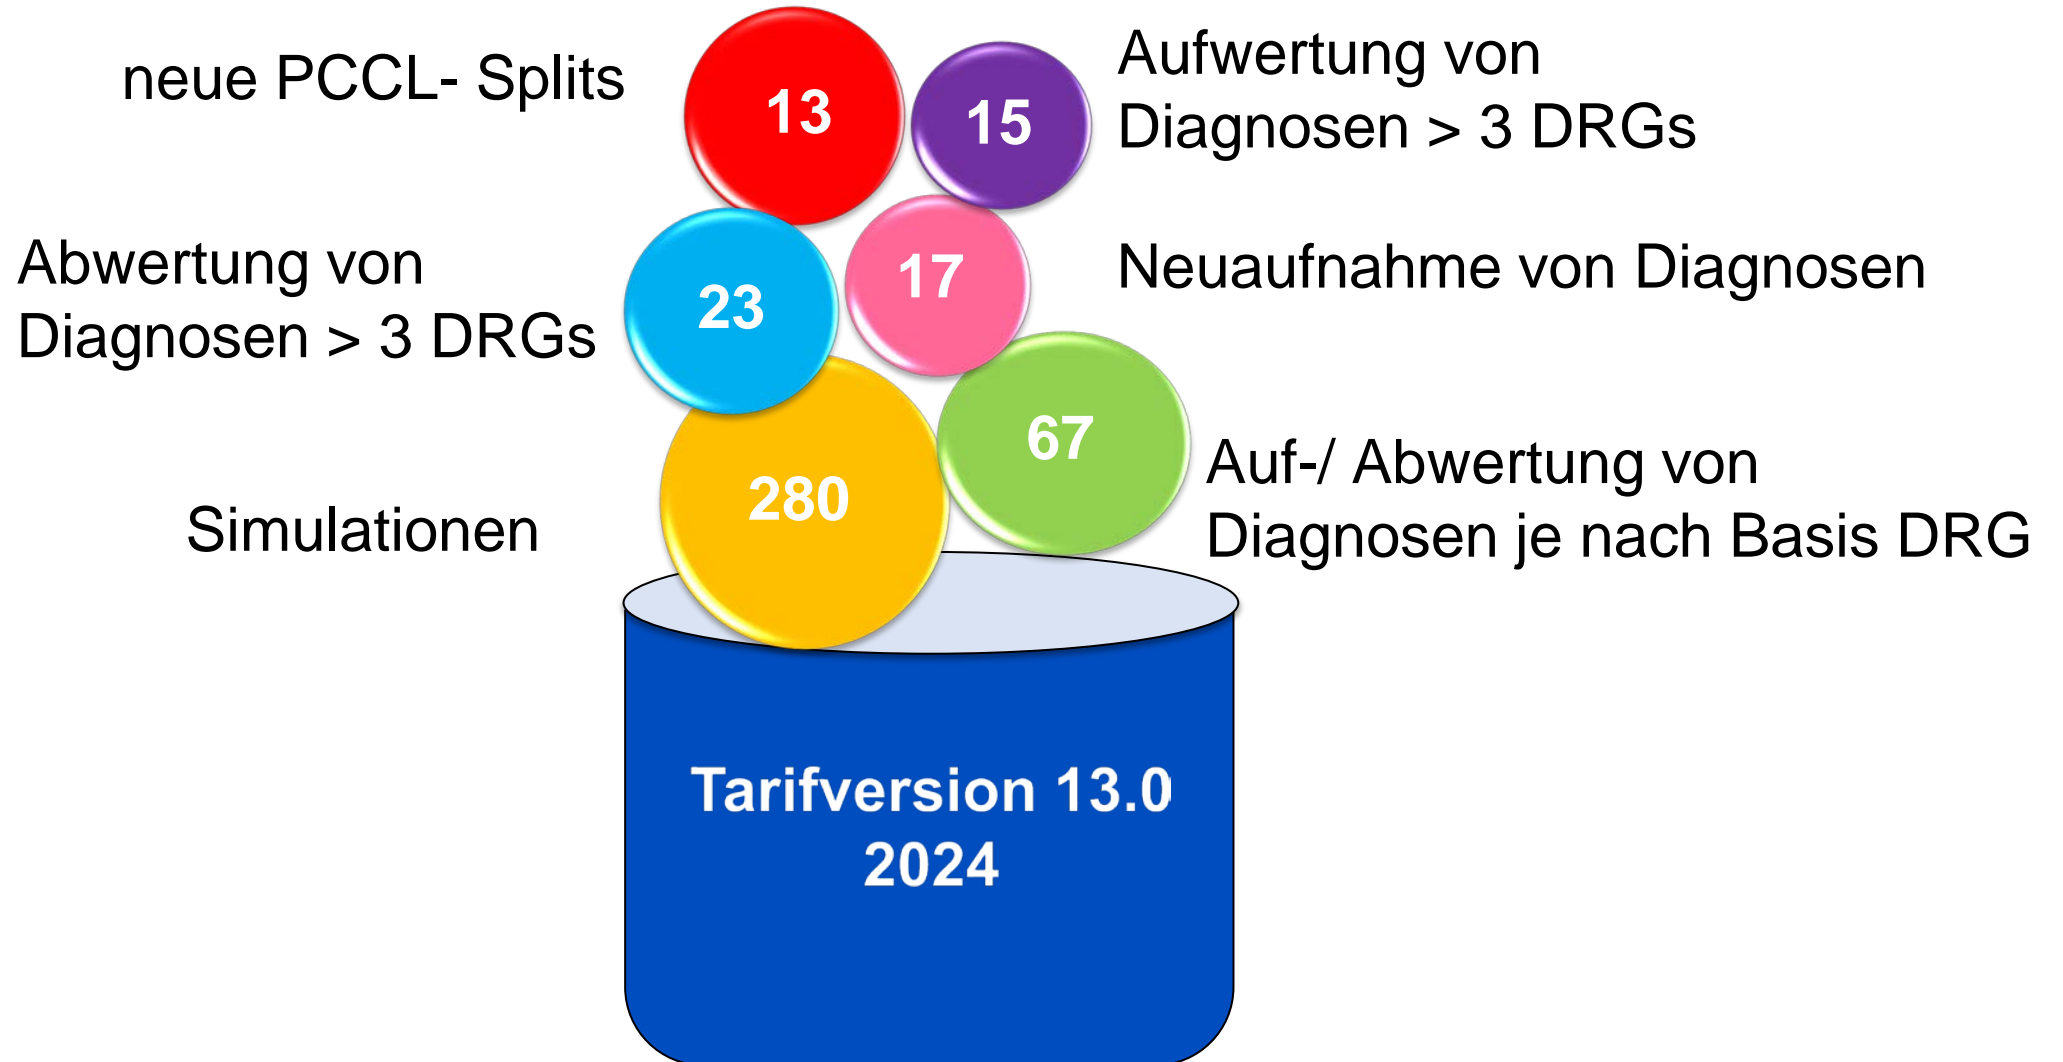 neue PCCL- Splits
13
15
Aufwertung von
Diagnosen > 3 DRGs
Abwertung von
Diagnosen > 3 DRGs
23
17
Neuaufnahme von Diagnosen
Simulationen
280
67
Auf-/ Abwertung von
Diagnosen je nach Basis DRG
Tarifversion 13.0
2024